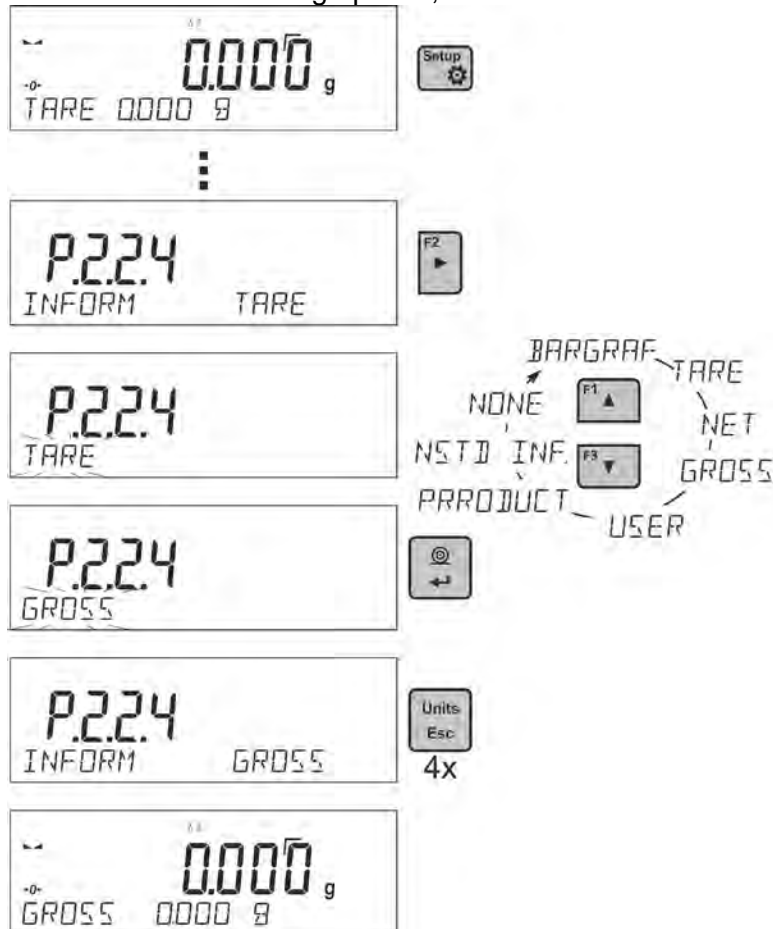 0.000 g
Setup
-0-
TARE 0.000 g
P.2.2.4
F2
INFORM TARE
P.2.2.4
TARE
BARGRAF
TARE
NET
GROSS
USER
PRRODUCT
NSTD INF.
NONE
F1
F3
P.2.2.4
GROSS
P.2.2.4
INFORM GROSS
Units
Esc
4x
0.000 g
-0-
GROSS 0.000 g